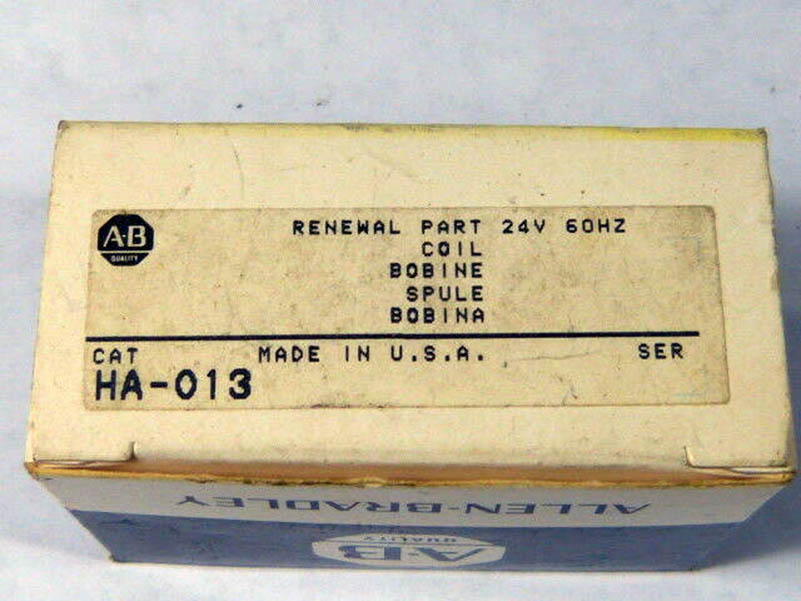 A-B
QUALITY
RENEWAL PART 24V 60HZ
COIL
BOBINE
SPULE
BOBINA
CAT MADE IN U.S.A. SER
HA-013
ALLEN-BRADLEY
A-B
QUALITY